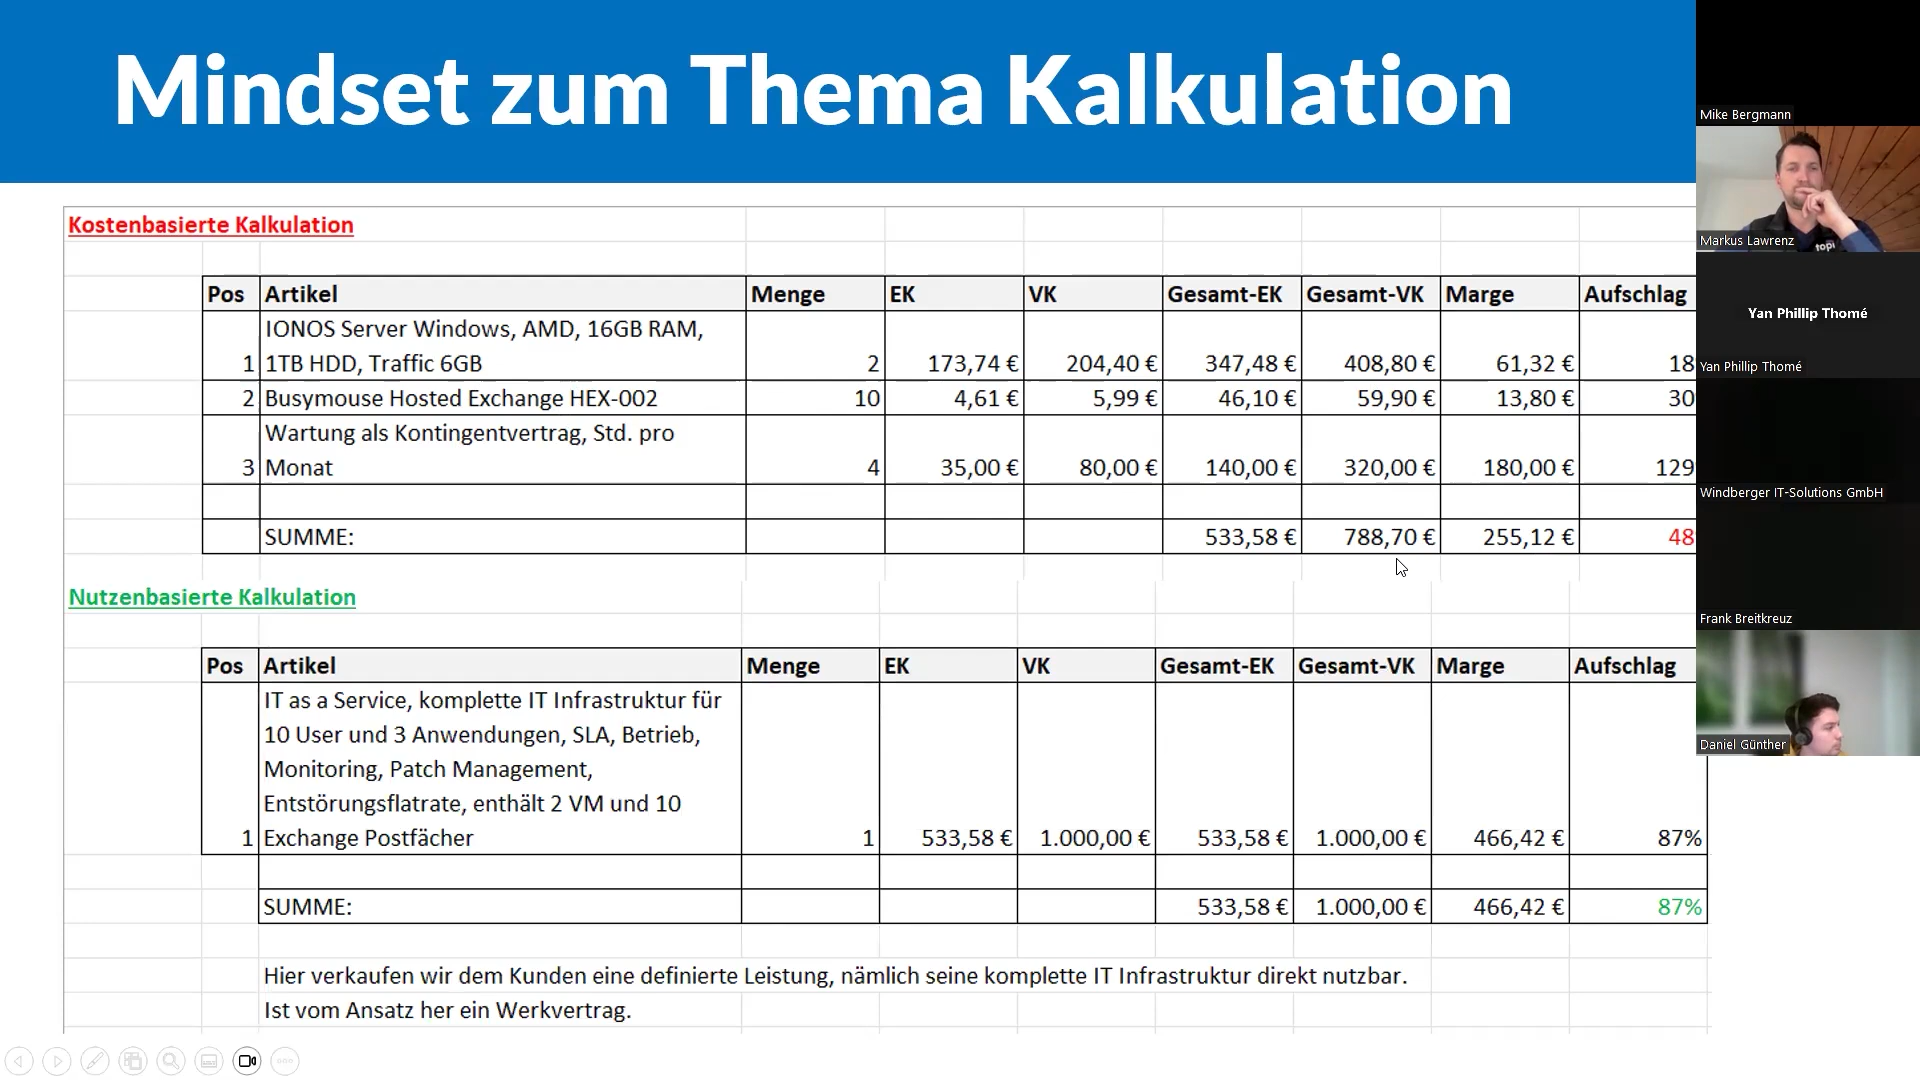 Mindset zum Thema Kalkulation
Kostenbasierte Kalkulation
Pos Artikel Menge EK VK Gesamt-EK Gesamt-VK Marge Aufschlag
IONOS Server Windows, AMD, 16GB RAM,
1 1TB HDD, Traffic 6GB 2 173,74 € 204,40 € 347,48 € 408,80 € 61,32 € 18
2 Busymouse Hosted Exchange HEX-002 10 4,61 € 5,99 € 46,10 € 59,90 € 13,80 € 30
Wartung als Kontingentvertrag, Std. pro
3 Monat 4 35,00 € 80,00 € 140,00 € 320,00 € 180,00 € 129
SUMME: 533,58 € 788,70 € 255,12 € 48
Nutzenbasierte Kalkulation
Pos Artikel Menge EK VK Gesamt-EK Gesamt-VK Marge Aufschlag
IT as a Service, komplette IT Infrastruktur für
10 User und 3 Anwendungen, SLA, Betrieb,
Monitoring, Patch Management,
Entstörungsflatrate, enthält 2 VM und 10
1 Exchange Postfächer 1 533,58 € 1.000,00 € 533,58 € 1.000,00 € 466,42 € 87%
SUMME: 533,58 € 1.000,00 € 466,42 € 87%
Hier verkaufen wir dem Kunden eine definierte Leistung, nämlich seine komplette IT Infrastruktur direkt nutzbar.
Ist vom Ansatz her ein Werkvertrag.
Mike Bergmann
topi
Markus Lawrenz
Yan Phillip Thomé
Yan Phillip Thomé
Windberger IT-Solutions GmbH
Frank Breitkreuz
Daniel Günther